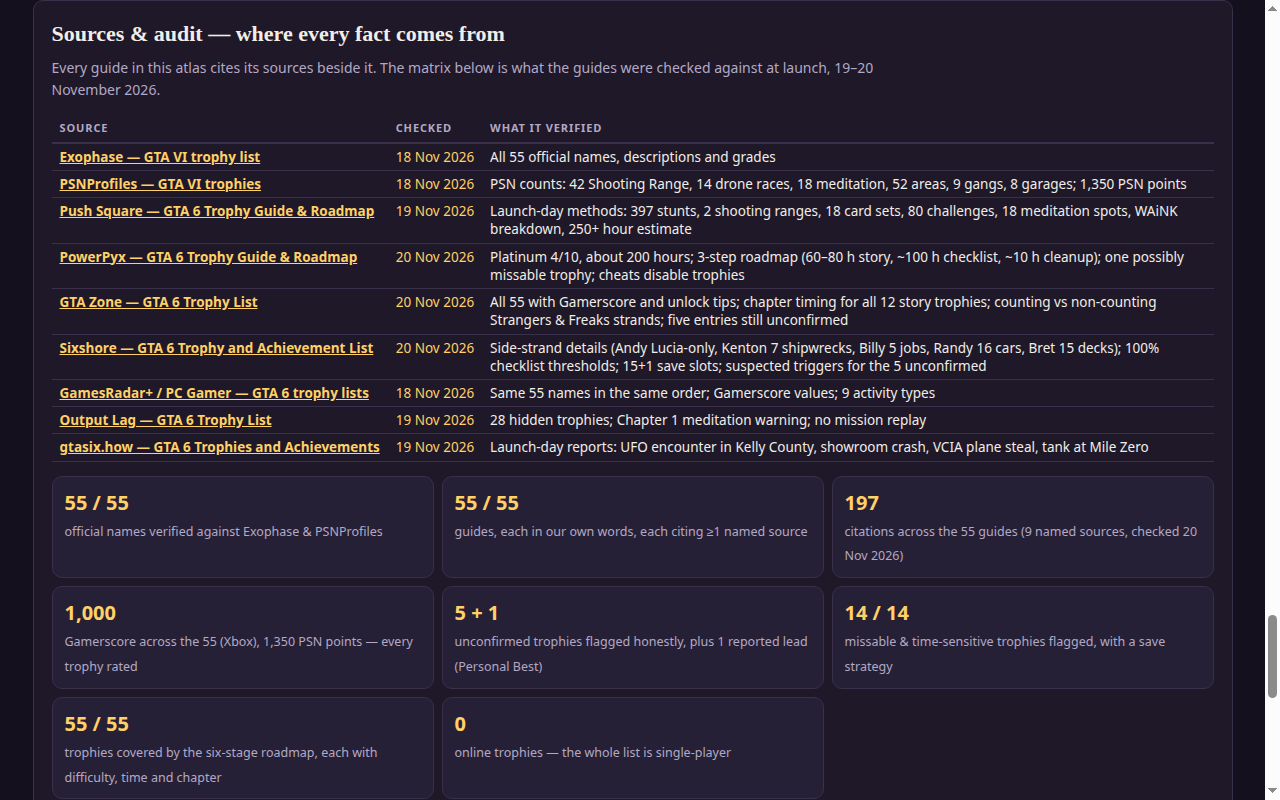 Sources & audit — where every fact comes from
Every guide in this atlas cites its sources beside it. The matrix below is what the guides were checked against at launch, 19–20
November 2026.
SOURCE CHECKED WHAT IT VERIFIED
Exophase — GTA VI trophy list 18 Nov 2026 All 55 official names, descriptions and grades
PSNProfiles — GTA VI trophies 18 Nov 2026 PSN counts: 42 Shooting Range, 14 drone races, 18 meditation, 52 areas, 9 gangs, 8 garages; 1,350 PSN points
Push Square — GTA 6 Trophy Guide & Roadmap 19 Nov 2026 Launch-day methods: 397 stunts, 2 shooting ranges, 18 card sets, 80 challenges, 18 meditation spots, WAiNK
breakdown, 250+ hour estimate
PowerPyx — GTA 6 Trophy Guide & Roadmap 20 Nov 2026 Platinum 4/10, about 200 hours; 3-step roadmap (60–80 h story, ~100 h checklist, ~10 h cleanup); one possibly
missable trophy; cheats disable trophies
GTA Zone — GTA 6 Trophy List 20 Nov 2026 All 55 with Gamerscore and unlock tips; chapter timing for all 12 story trophies; counting vs non-counting
Strangers & Freaks strands; five entries still unconfirmed
Sixshore — GTA 6 Trophy and Achievement List 20 Nov 2026 Side-strand details (Andy Lucia-only, Kenton 7 shipwrecks, Billy 5 jobs, Randy 16 cars, Bret 15 decks); 100%
checklist thresholds; 15+1 save slots; suspected triggers for the 5 unconfirmed
GamesRadar+ / PC Gamer — GTA 6 trophy lists 18 Nov 2026 Same 55 names in the same order; Gamerscore values; 9 activity types
Output Lag — GTA 6 Trophy List 19 Nov 2026 28 hidden trophies; Chapter 1 meditation warning; no mission replay
gtasix.how — GTA 6 Trophies and Achievements 19 Nov 2026 Launch-day reports: UFO encounter in Kelly County, showroom crash, VCIA plane steal, tank at Mile Zero
55 / 55
official names verified against Exophase & PSNProfiles
55 / 55
guides, each in our own words, each citing ≥1 named source
197
citations across the 55 guides (9 named sources, checked 20
Nov 2026)
1,000
Gamerscore across the 55 (Xbox), 1,350 PSN points — every
trophy rated
5 + 1
unconfirmed trophies flagged honestly, plus 1 reported lead
(Personal Best)
14 / 14
missable & time-sensitive trophies flagged, with a save
strategy
55 / 55
trophies covered by the six-stage roadmap, each with
difficulty, time and chapter
0
online trophies — the whole list is single-player